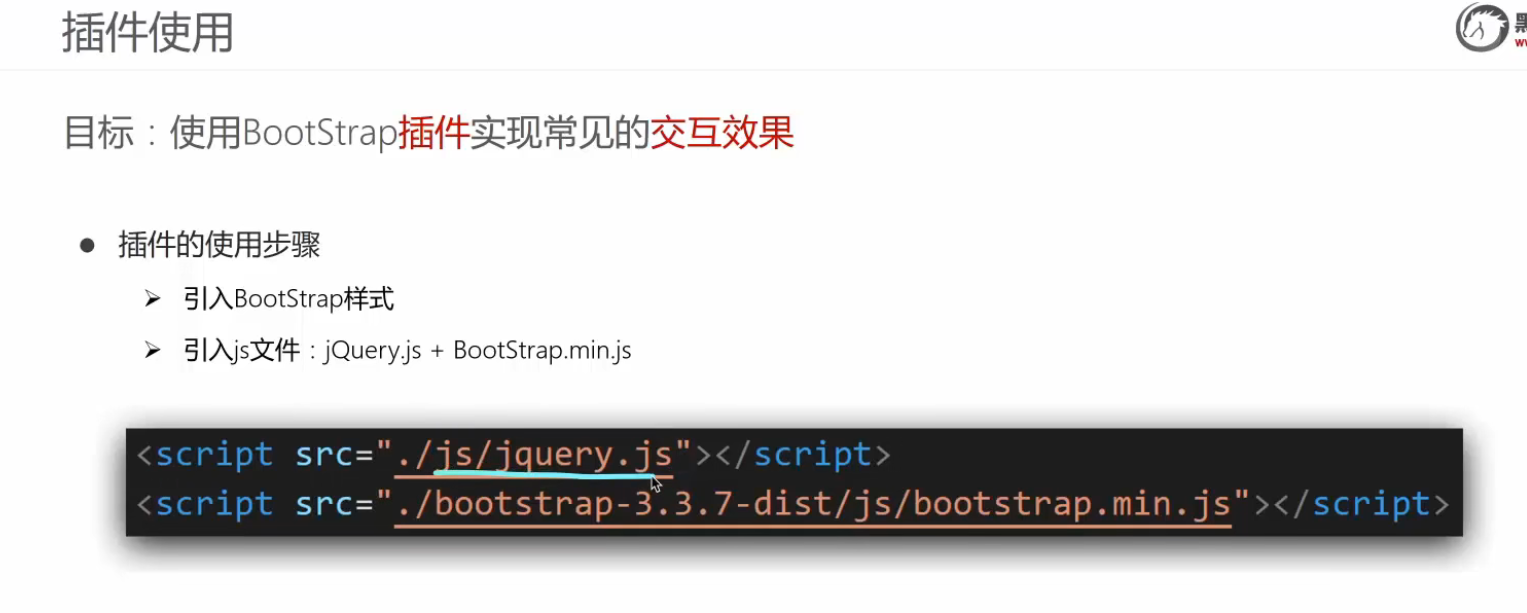 插件使用
黑
目标：使用BootStrap插件实现常见的交互效果
插件的使用步骤
引入BootStrap样式
引入js文件：jQuery.js + BootStrap.min.js
<script src="./js/jquery.js"></script>
<script src="./bootstrap-3.3.7-dist/js/bootstrap.min.js"></script>